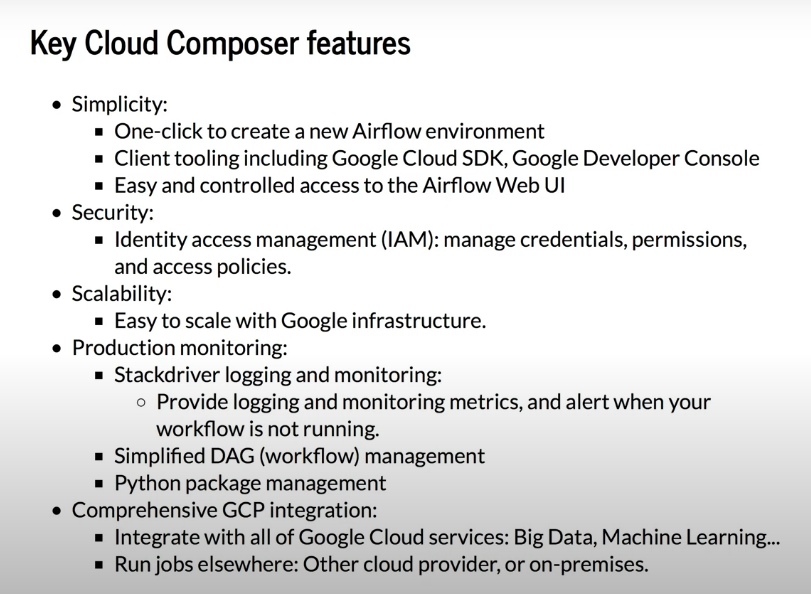 Key Cloud Composer features
• Simplicity:
▪ One-click to create a new Airflow environment
▪ Client tooling including Google Cloud SDK, Google Developer Console
▪ Easy and controlled access to the Airflow Web UI
• Security:
▪ Identity access management (IAM): manage credentials, permissions,
and access policies.
• Scalability:
▪ Easy to scale with Google infrastructure.
• Production monitoring:
▪ Stackdriver logging and monitoring:
○ Provide logging and monitoring metrics, and alert when your
workflow is not running.
▪ Simplified DAG (workflow) management
▪ Python package management
• Comprehensive GCP integration:
▪ Integrate with all of Google Cloud services: Big Data, Machine Learning...
▪ Run jobs elsewhere: Other cloud provider, or on-premises.